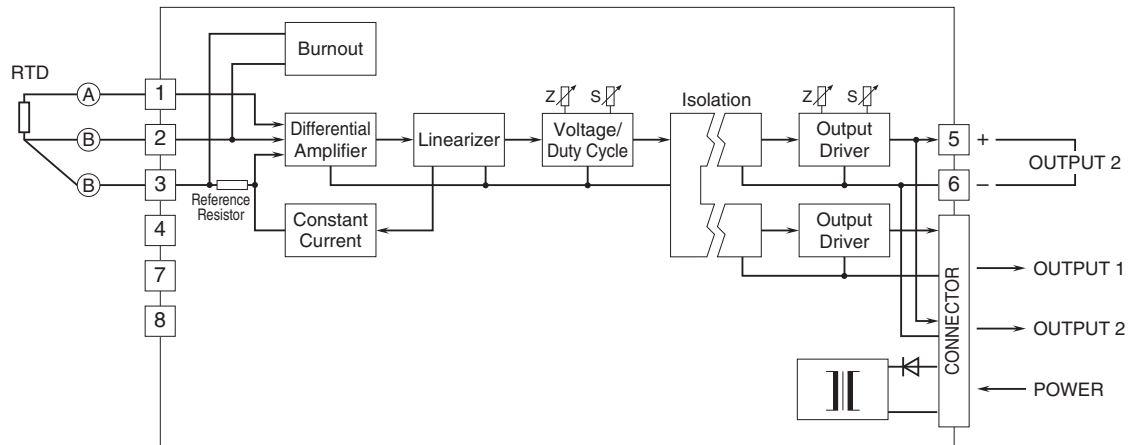 RTD
A
B
B
1
2
3
4
7
8
Burnout
Differential
Amplifier
Reference
Resistor
Constant
Current
Linearizer
Z
S
Voltage/
Duty Cycle
Isolation
Z
S
Output
Driver
Output
Driver
5
+
6
–
OUTPUT 2
CONNECTOR
OUTPUT 1
OUTPUT 2
POWER